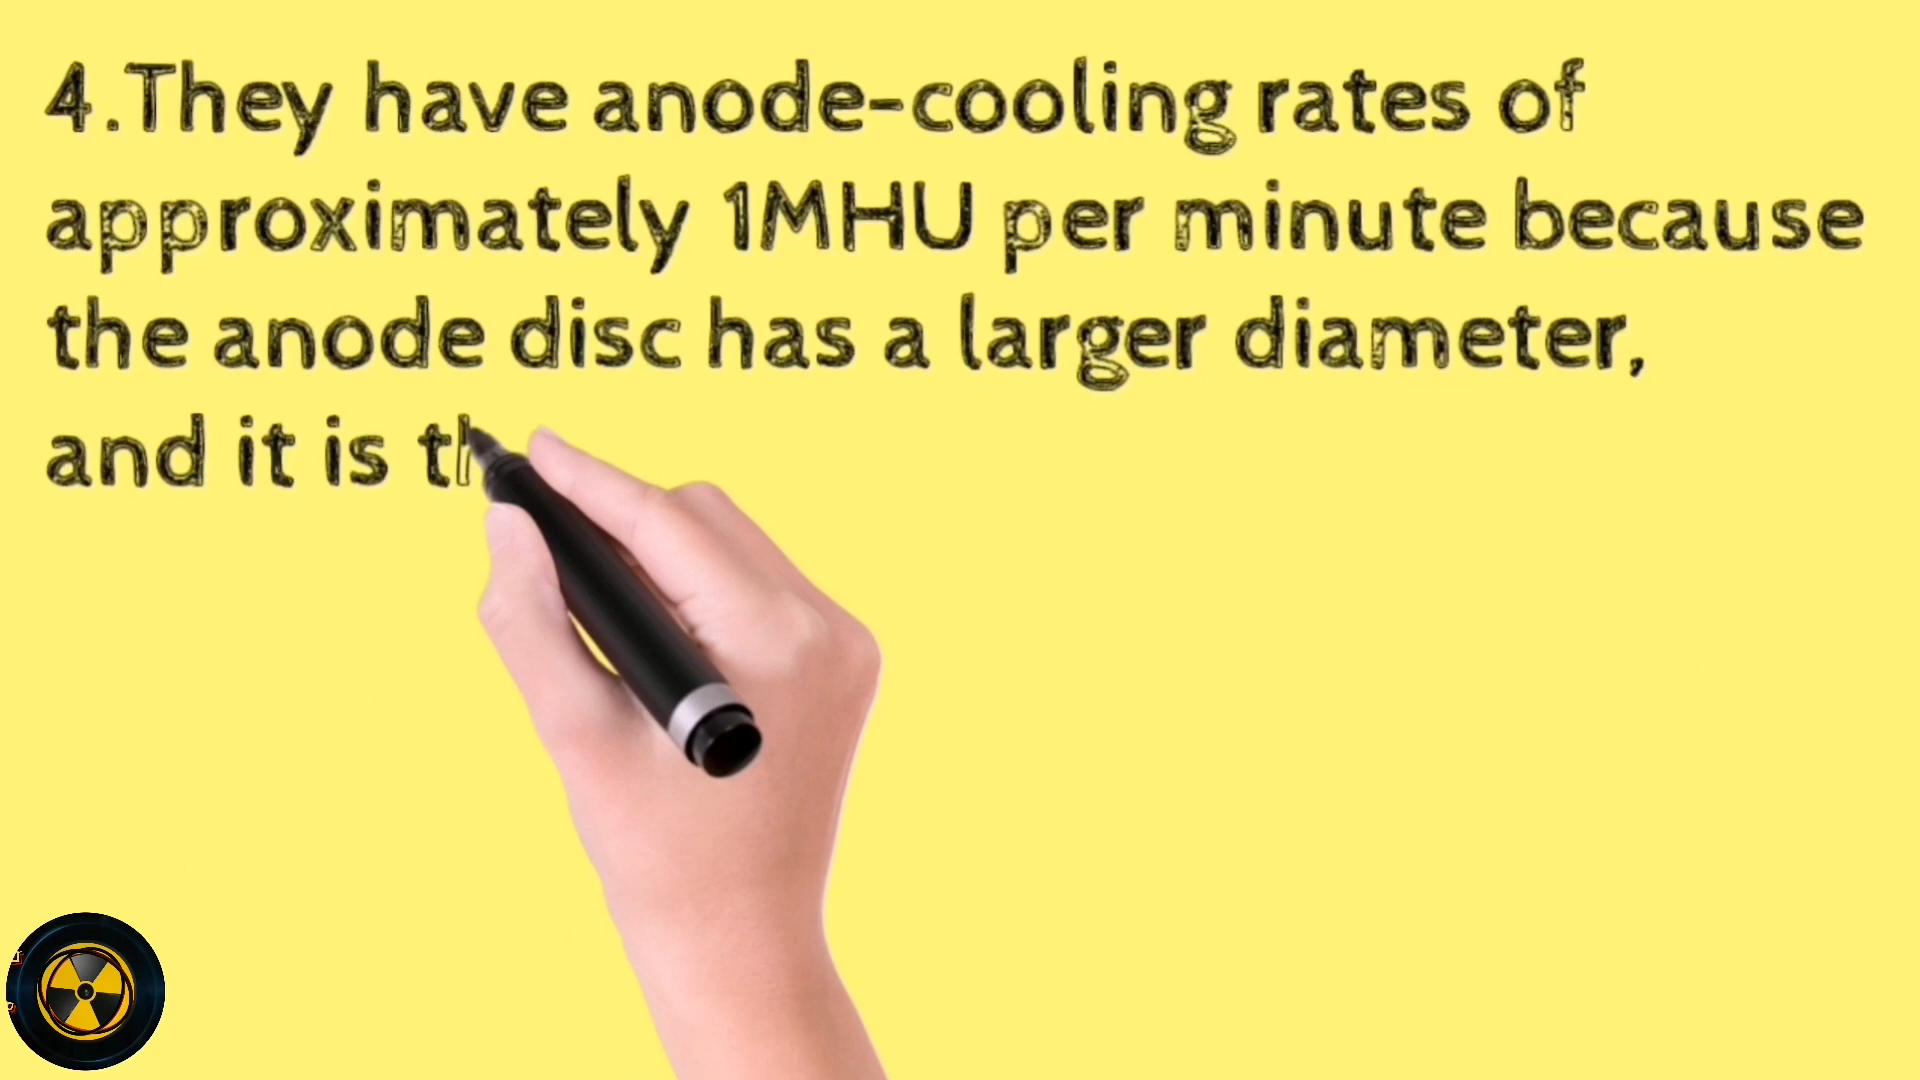 4.They have anode-cooling rates of
approximately 1MHU per minute because
the anode disc has a larger diameter,
and it is th